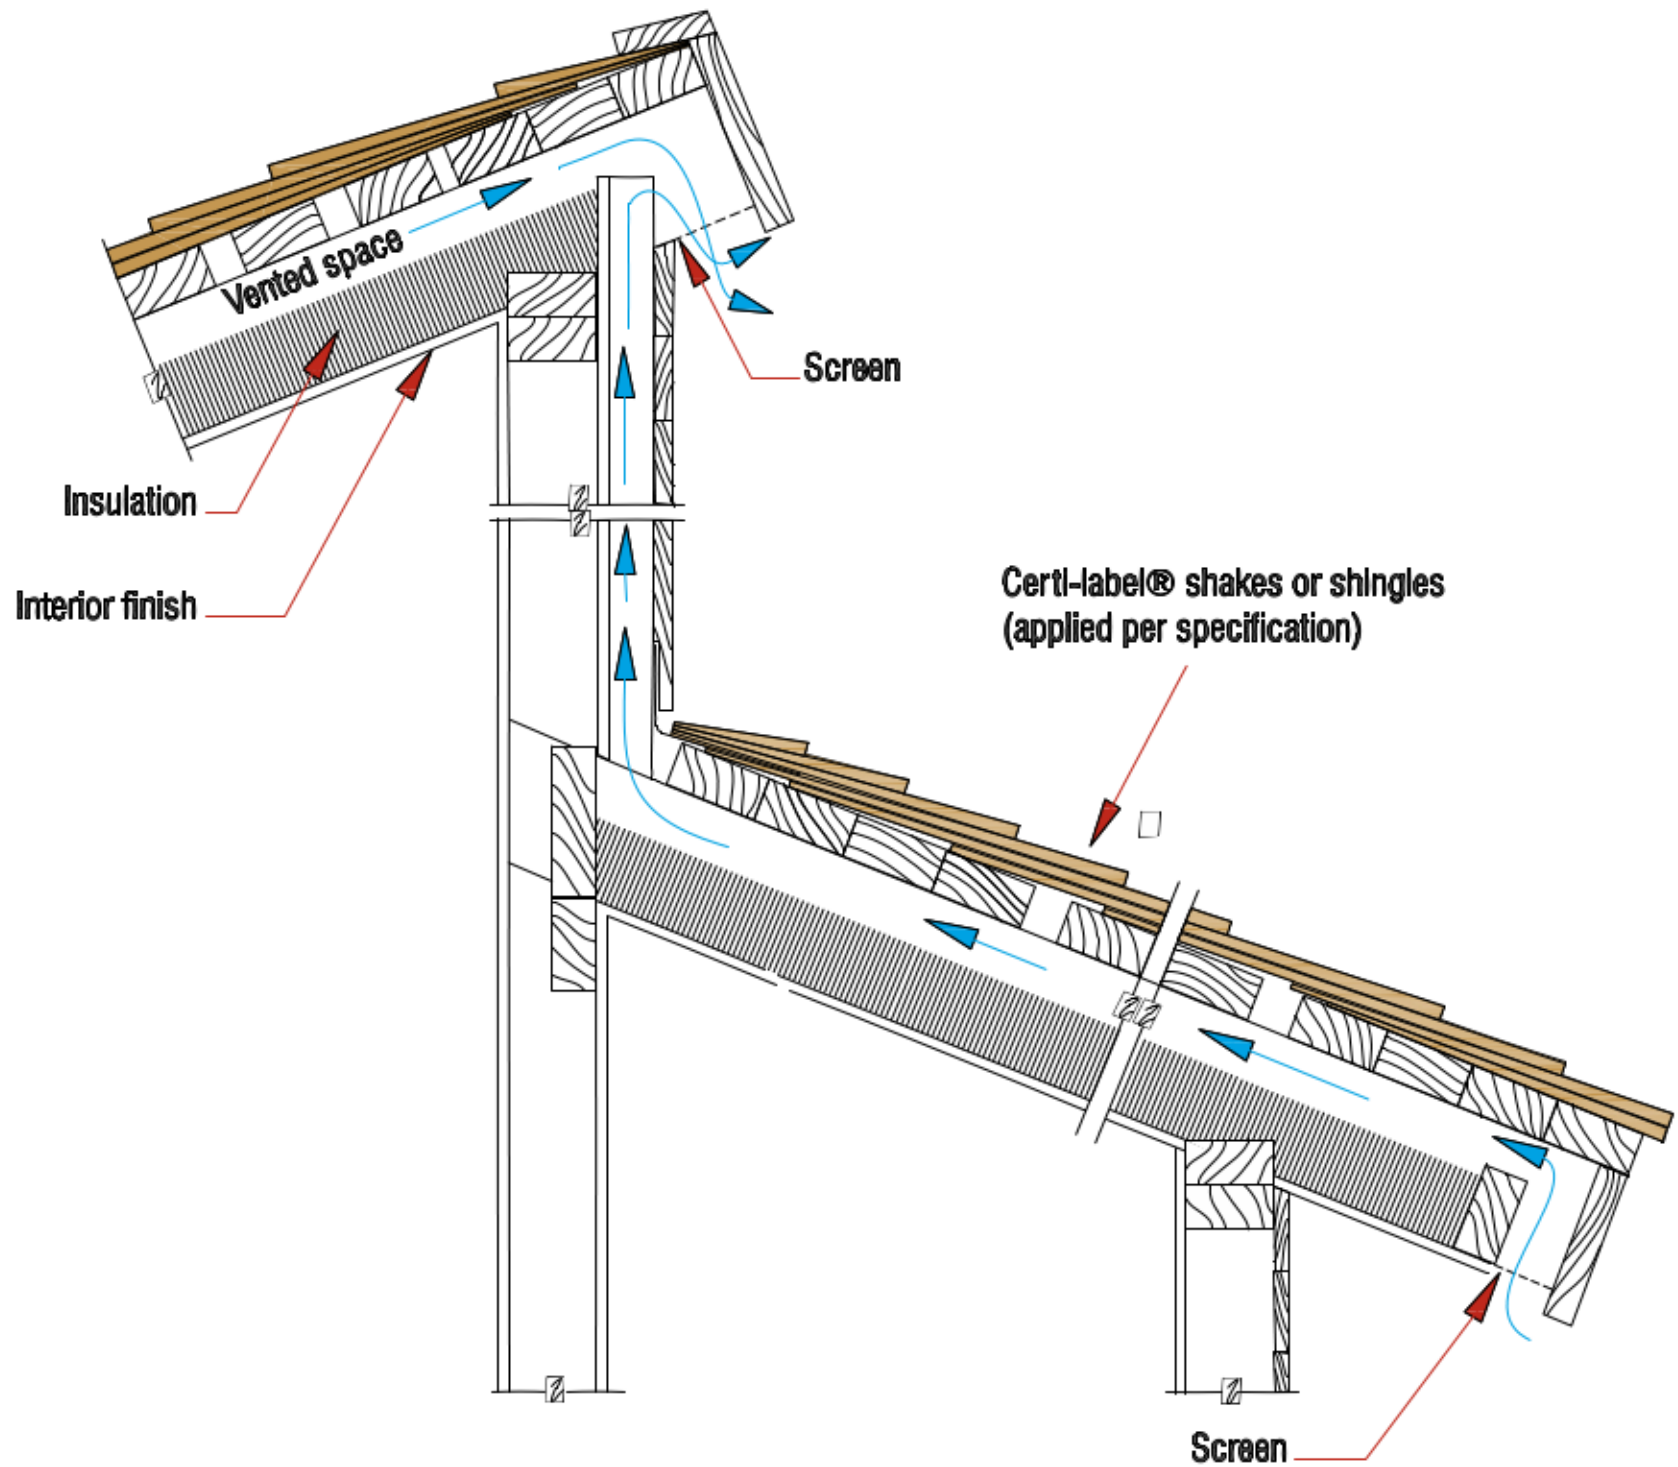 Vented space
Screen
Insulation
Interior finish
Certi-label® shakes or shingles
(applied per specification)
Screen